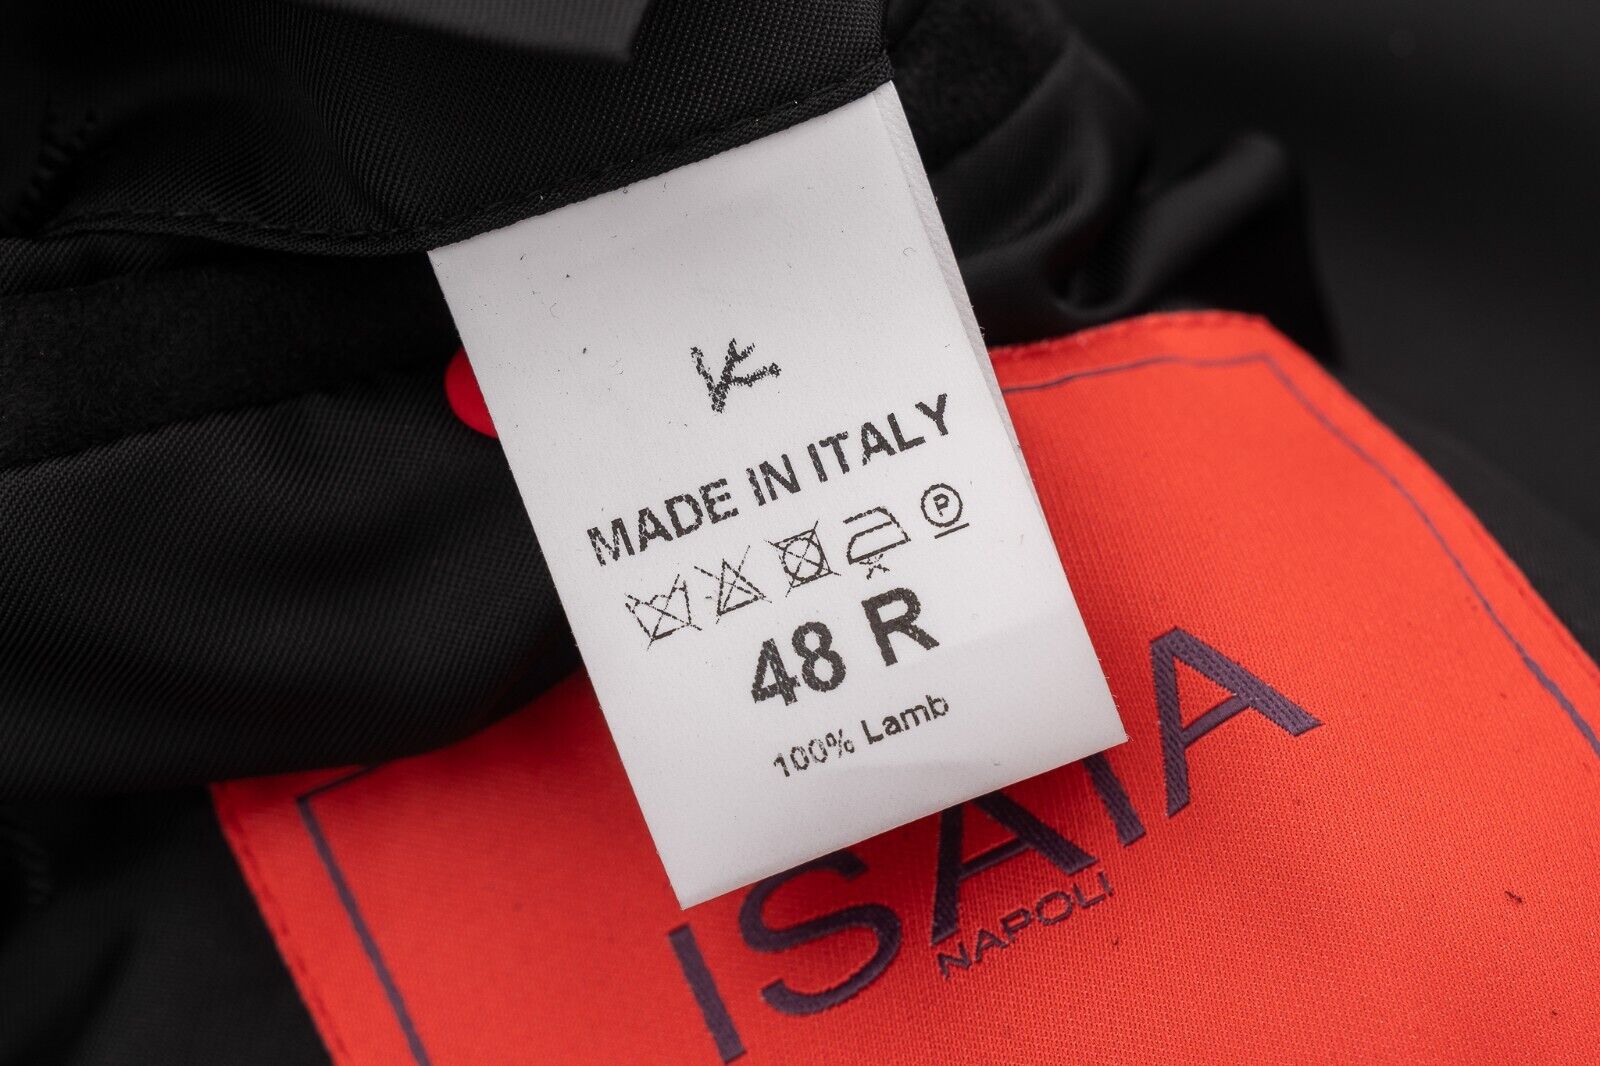 MADE IN ITALY
P
48 R
100% Lamb
ISAIA
NAPOLI